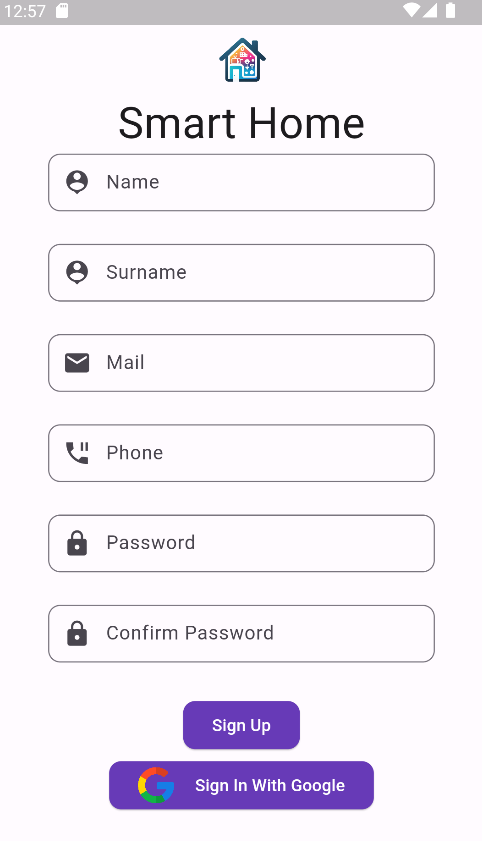 12:57
Smart Home
Name
Surname
Mail
Phone
Password
Confirm Password
Sign Up
Sign In With Google